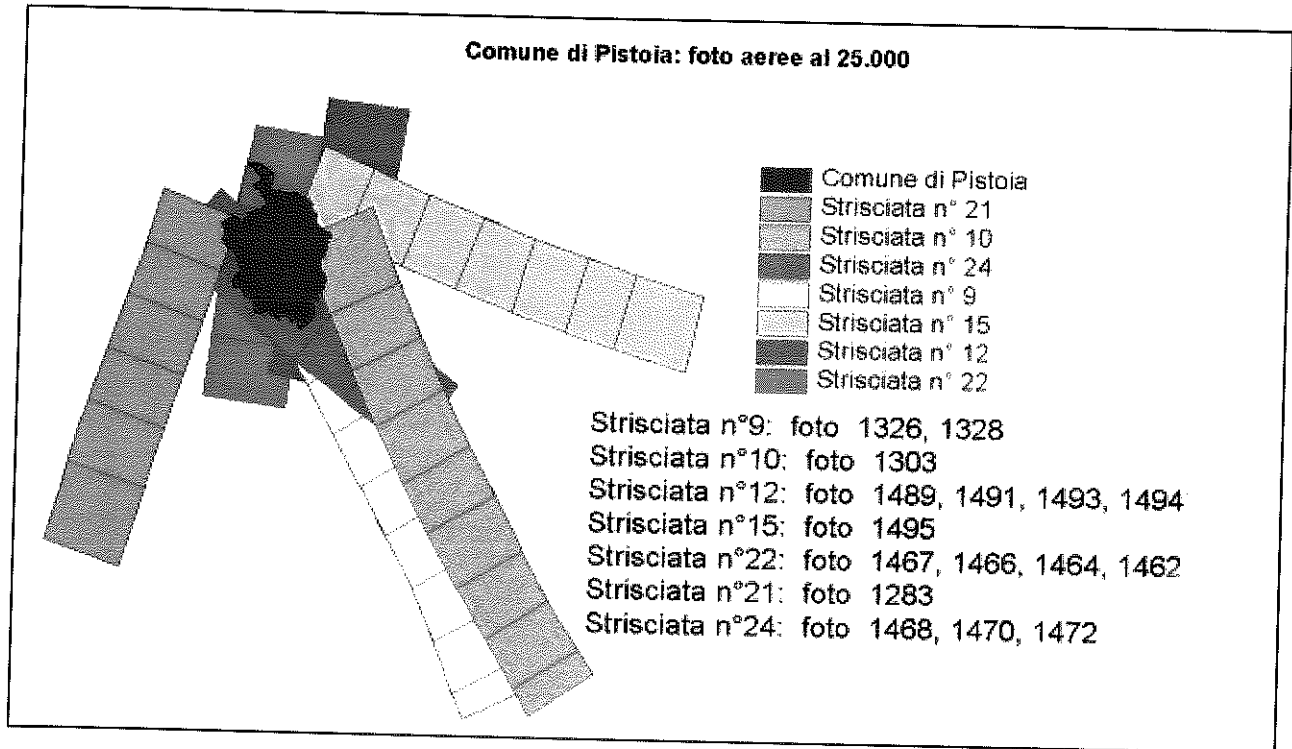 Comune di Pistoia: foto aeree al 25.000
Comune di Pistoia
Strisciata n° 21
Strisciata n° 10
Strisciata n° 24
Strisciata n° 9
Strisciata n° 15
Strisciata n° 12
Strisciata n° 22
Strisciata n°9: foto 1326, 1328
Strisciata n°10: foto 1303
Strisciata n°12: foto 1489, 1491, 1493, 1494
Strisciata n°15: foto 1495
Strisciata n°22: foto 1467, 1466, 1464, 1462
Strisciata n°21: foto 1283
Strisciata n°24: foto 1468, 1470, 1472